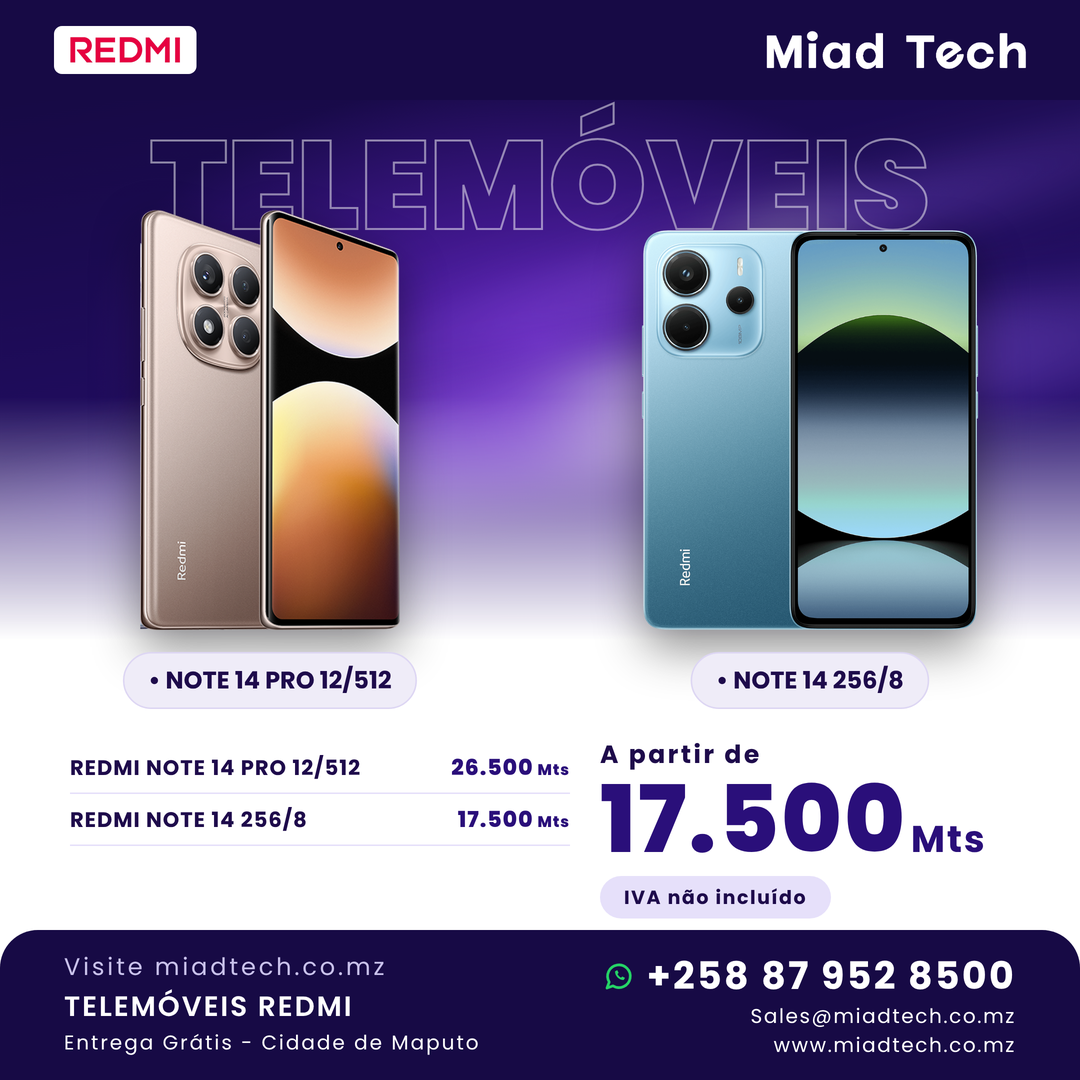 REDMI
Miad Tech
TELEMÓVEIS
Redmi
Redmi
• NOTE 14 PRO 12/512
• NOTE 14 256/8
REDMI NOTE 14 PRO 12/512 26.500 Mts
REDMI NOTE 14 256/8 17.500 Mts
A partir de
17.500 Mts
IVA não incluído
Visite miadtech.co.mz
TELEMÓVEIS REDMI
Entrega Grátis - Cidade de Maputo
+258 87 952 8500
Sales@miadtech.co.mz
www.miadtech.co.mz